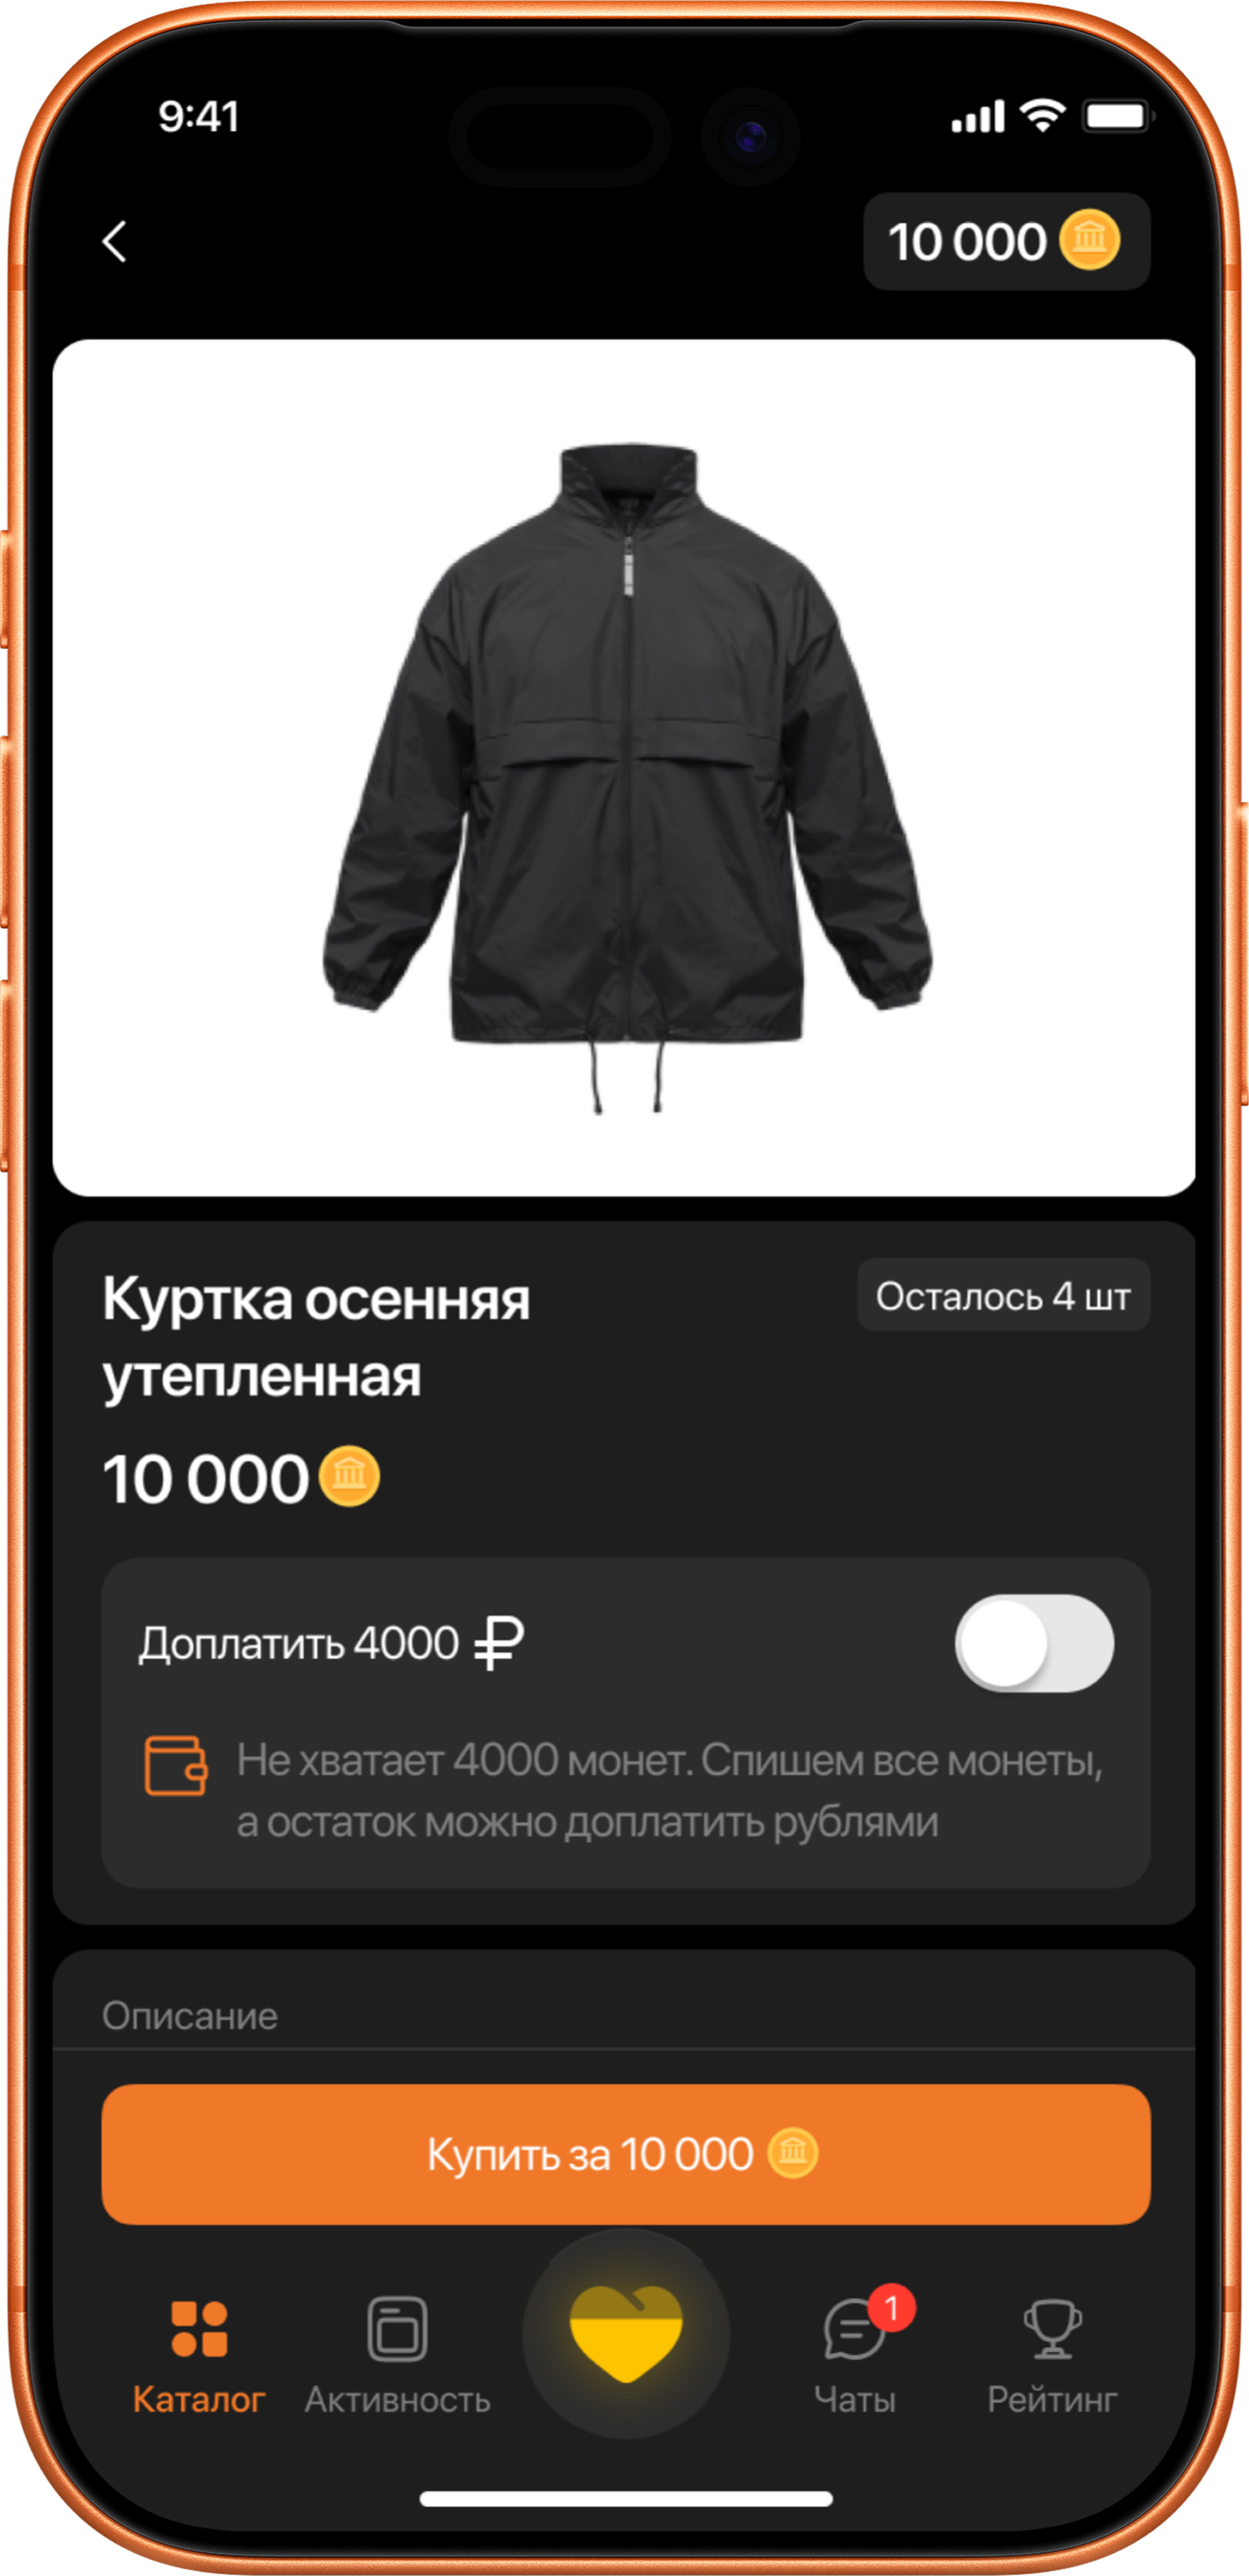 9:41
10 000
Куртка осенняя
утепленная
Осталось 4 шт
10 000
Доплатить 4000 ₽
Не хватает 4000 монет. Спишем все монеты,
а остаток можно доплатить рублями
Описание
Купить за 10 000
1
Каталог
Активность
Чаты
Рейтинг